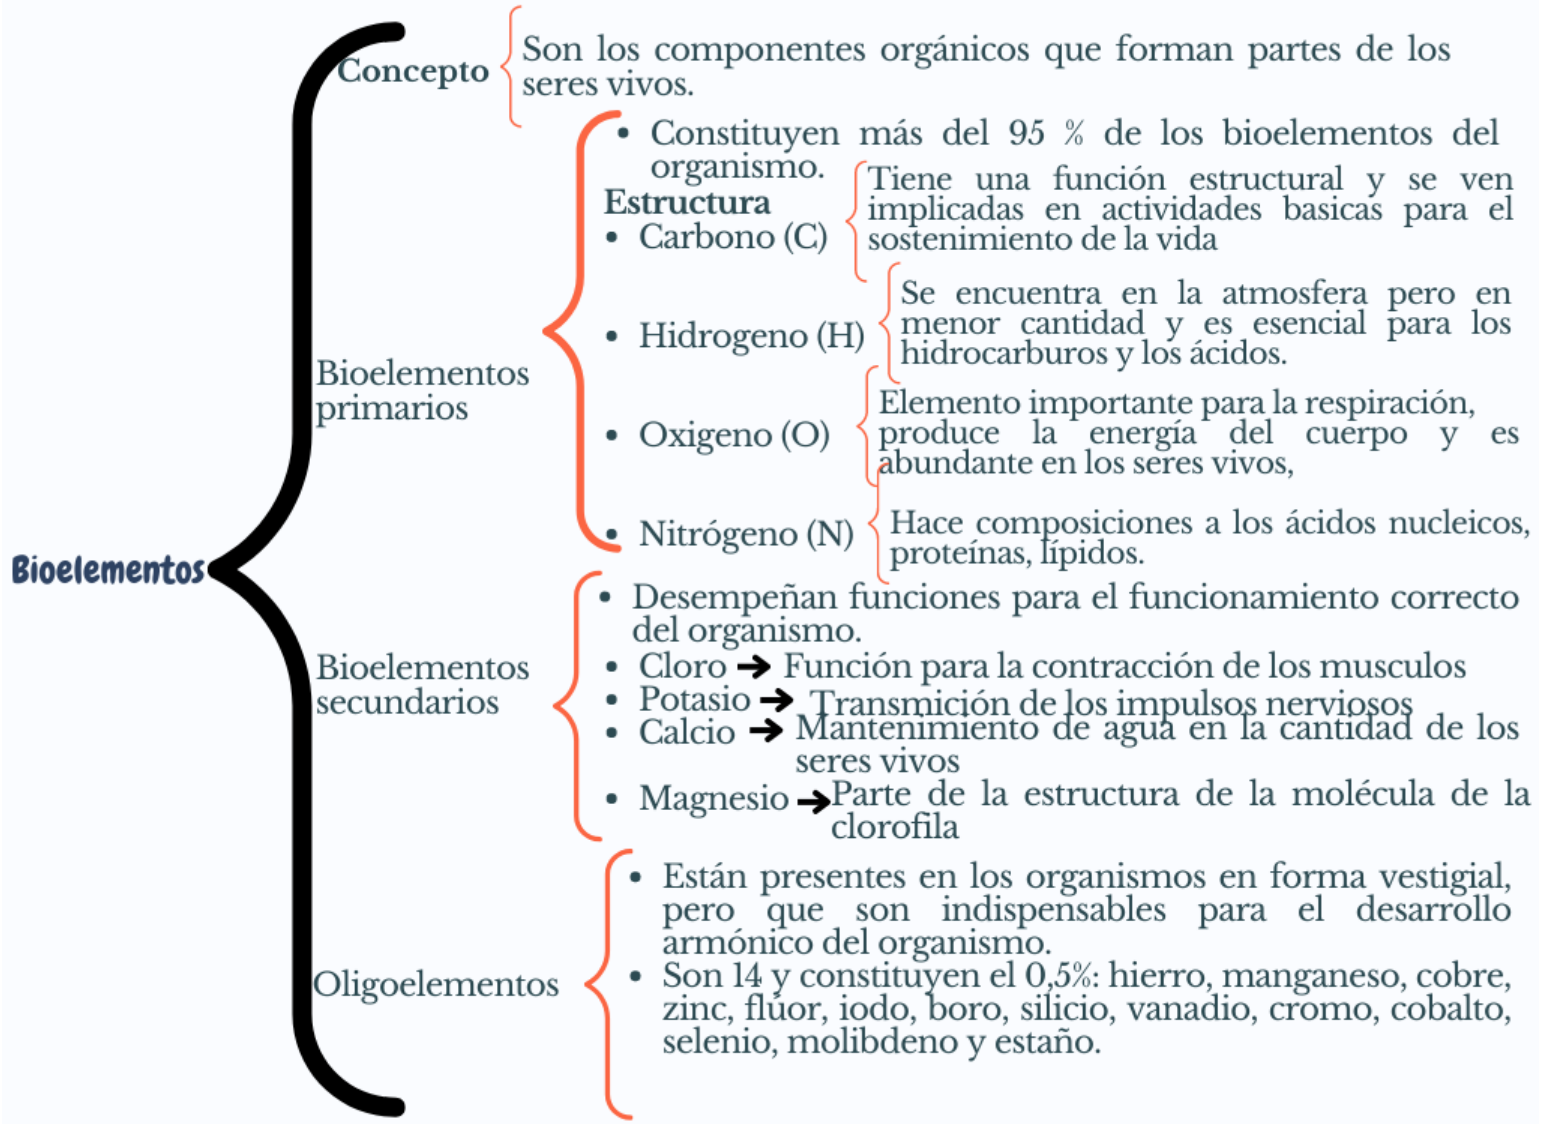 Bioelementos
Concepto
Son los componentes orgánicos que forman partes de los
seres vivos.
Bioelementos
primarios
• Constituyen más del 95 % de los bioelementos del
organismo.
Estructura
• Carbono (C)
Tiene una función estructural y se ven
implicadas en actividades basicas para el
sostenimiento de la vida
• Hidrogeno (H)
Se encuentra en la atmosfera pero en
menor cantidad y es esencial para los
hidrocarburos y los ácidos.
• Oxigeno (O)
Elemento importante para la respiración,
produce la energía del cuerpo y es
abundante en los seres vivos,
• Nitrógeno (N)
Hace composiciones a los ácidos nucleicos,
proteínas, lípidos.
Bioelementos
secundarios
• Desempeñan funciones para el funcionamiento correcto
del organismo.
• Cloro → Función para la contracción de los musculos
• Potasio → Transmición de los impulsos nerviosos
• Calcio → Mantenimiento de agua en la cantidad de los
seres vivos
• Magnesio → Parte de la estructura de la molécula de la
clorofila
Oligoelementos
• Están presentes en los organismos en forma vestigial,
pero que son indispensables para el desarrollo
armónico del organismo.
• Son 14 y constituyen el 0,5%: hierro, manganeso, cobre,
zinc, flúor, iodo, boro, silicio, vanadio, cromo, cobalto,
selenio, molibdeno y estaño.